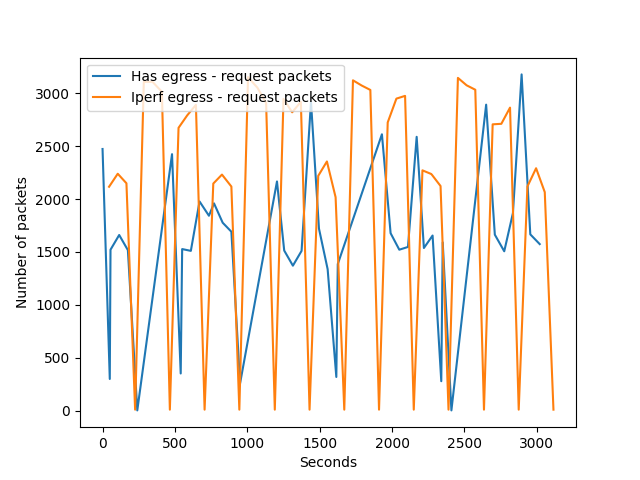 Has egress - request packets
Iperf egress - request packets
Number of packets
3000
2500
2000
1500
1000
500
0
0 500 1000 1500 2000 2500 3000
Seconds